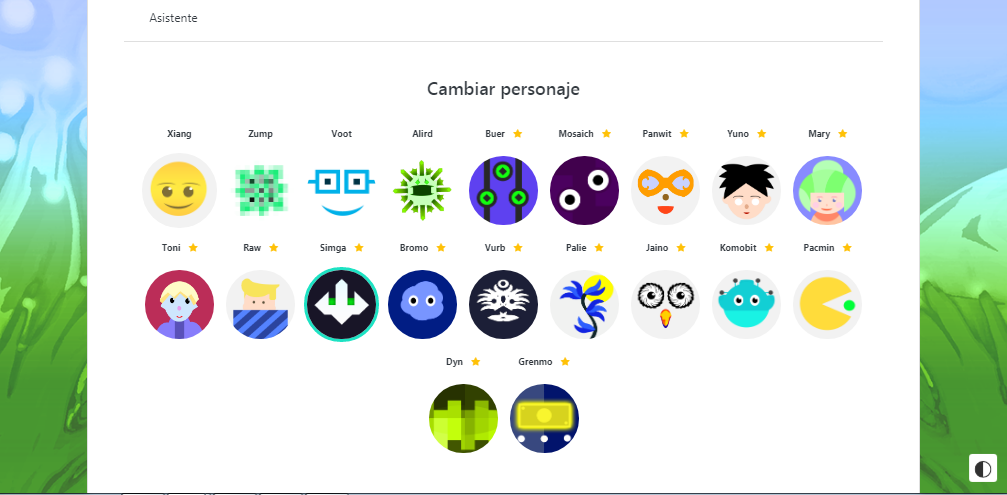 Asistente
Cambiar personaje
Xiang Zump Voot Alird Buer Mosaich Panwit Yuno Mary
Toni Raw Simga Bromo Vurb Palie Jaino Komobit Pacmin
Dyn Grenmo